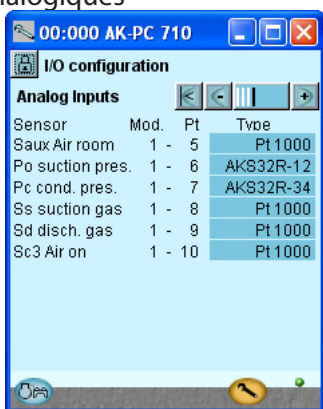 alogiques
00:000 AK-PC 710
I/O configuration
Analog Inputs
Sensor Mod. Pt Type
Saux Air room 1 - 5 Pt 1000
Po suction pres. 1 - 6 AKS32R-12
Pc cond. pres. 1 - 7 AKS32R-34
Ss suction gas 1 - 8 Pt 1000
Sd disch. gas 1 - 9 Pt 1000
Sc3 Air on 1 - 10 Pt 1000